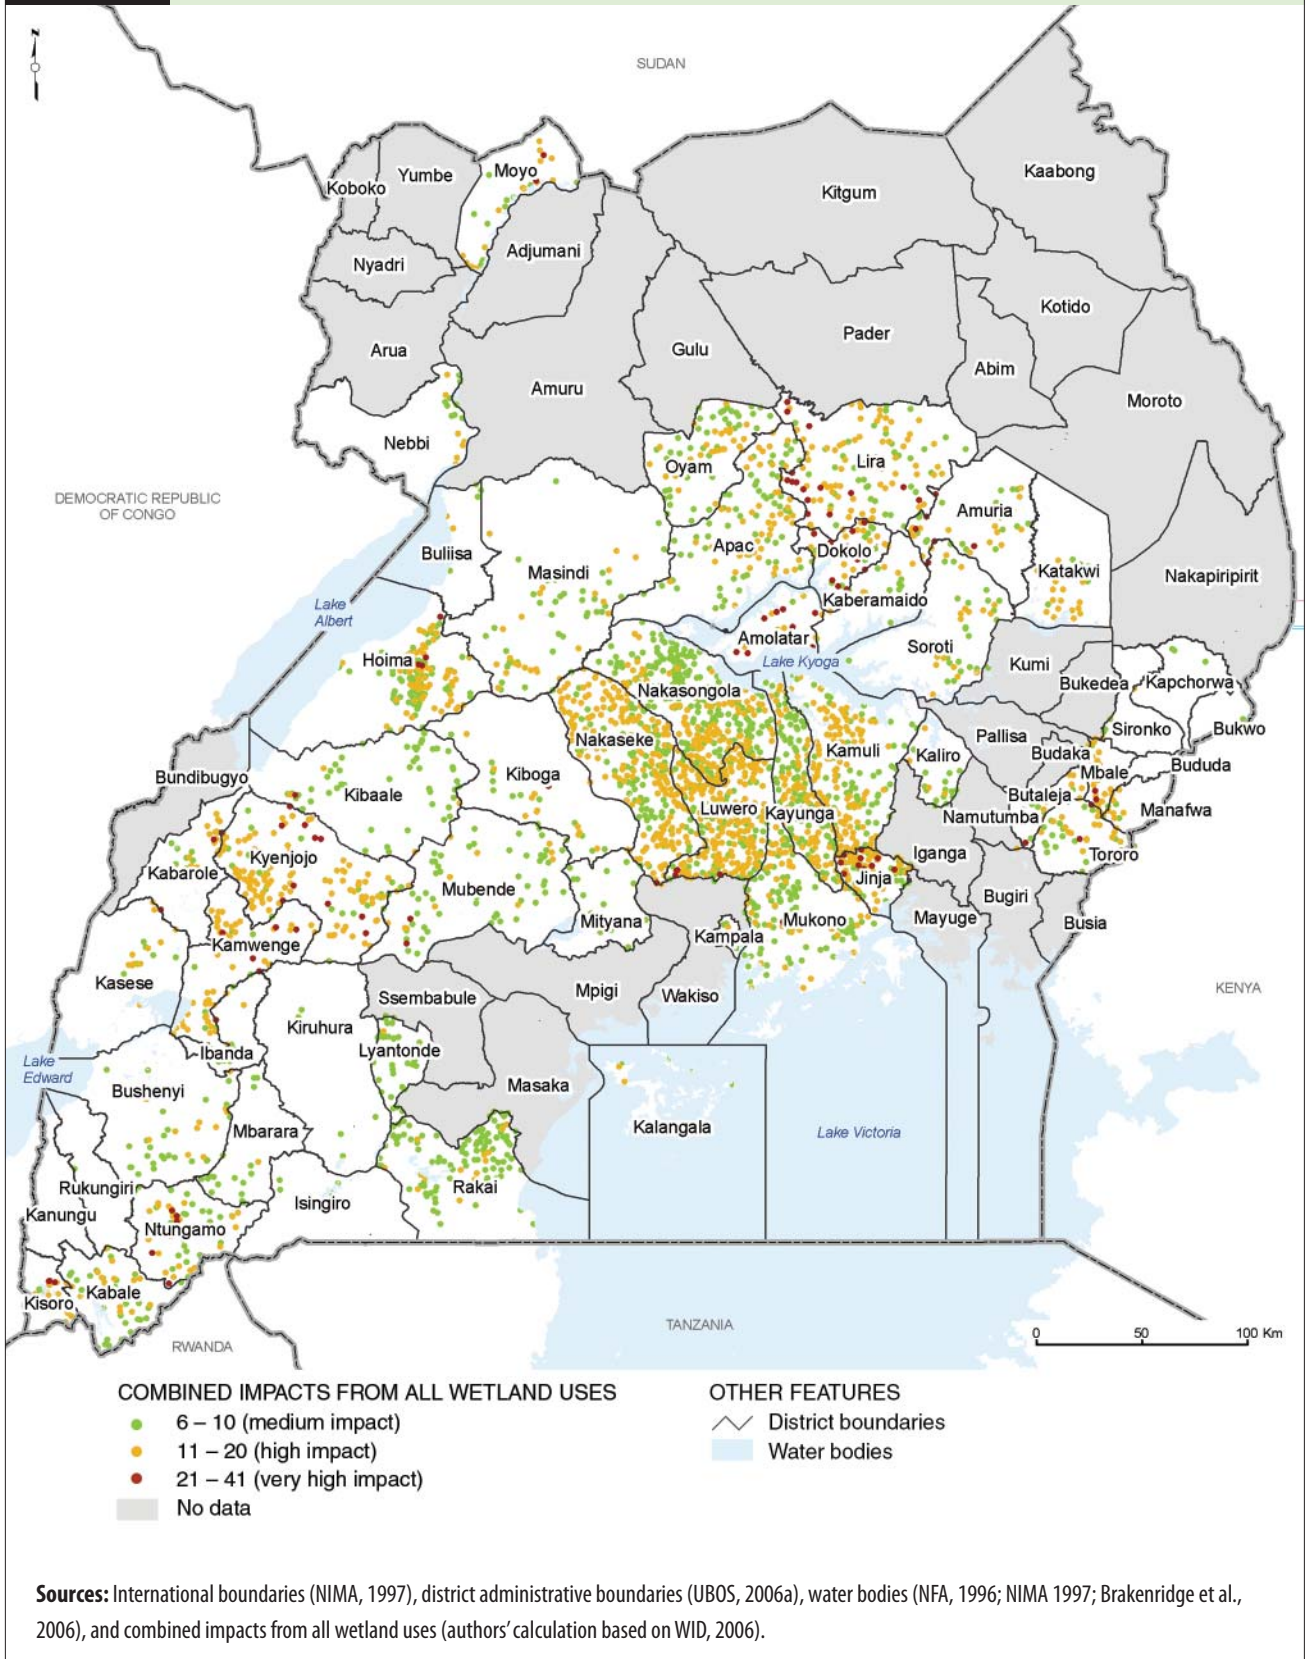 N
SUDAN
Kaabong
Koboko
Yumbe
Moyo
Kitgum
Adjumani
Nyadri
Kotido
Pader
Gulu
Arua
Abim
Amuru
Moroto
Nebbi
Lira
Oyam
DEMOCRATIC REPUBLIC
OF CONGO
Amuria
Apac
Dokolo
Buliisa
Masindi
Katakwi
Nakapiripirit
Lake
Albert
Kaberamaido
Amolatar
Soroti
Hoima
Lake Kyoga
Kumi
Nakasongola
Bukedea
Kapchorwa
Sironko
Bukwo
Nakaseke
Pallisa
Kamuli
Kaliro
Budaka
Bududa
Mbale
Kiboga
Bundibugyo
Kibaale
Butaleja
Luwero
Kayunga
Manafwa
Namutumba
Iganga
Tororo
Kyenjojo
Kabarole
Jinja
Mubende
Bugiri
Mityana
Mukono
Mayuge
Busia
Kampala
Kamwenge
Kasese
KENYA
Mpigi
Wakiso
Ssembabule
Kiruhura
Lyantonde
Ibanda
Lake
Edward
Bushenyi
Masaka
Kalangala
Lake Victoria
Mbarara
Rukungiri
Rakai
Isingiro
Kanungu
Ntungamo
Kabale
Kisoro
TANZANIA
RWANDA
0 50 100 Km
COMBINED IMPACTS FROM ALL WETLAND USES
6 – 10 (medium impact)
11 – 20 (high impact)
21 – 41 (very high impact)
No data
OTHER FEATURES
District boundaries
Water bodies
Sources: International boundaries (NIMA, 1997), district administrative boundaries (UBOS, 2006a), water bodies (NFA, 1996; NIMA 1997; Brakenridge et al.,
2006), and combined impacts from all wetland uses (authors’ calculation based on WID, 2006).